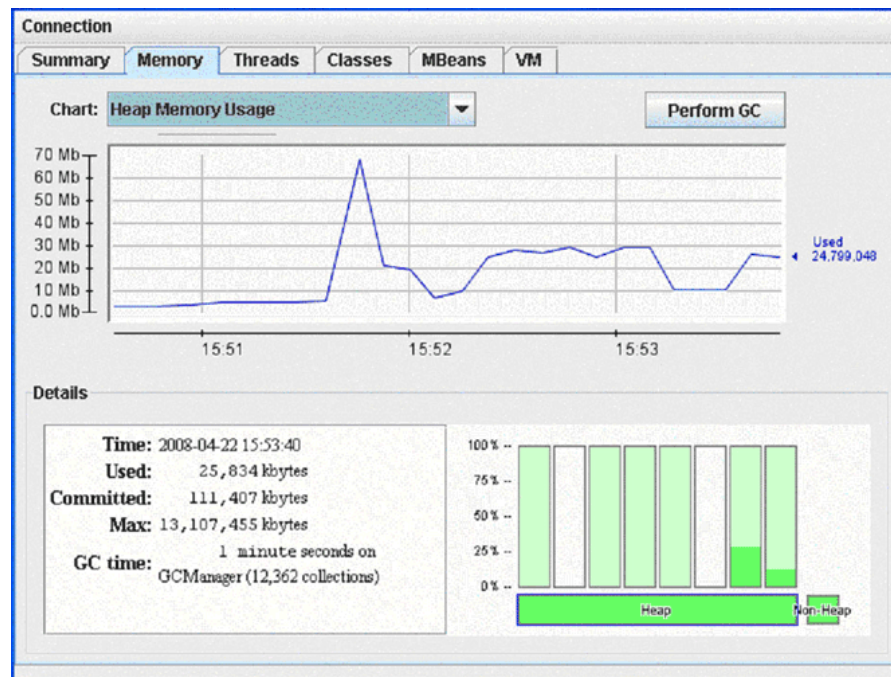 Connection
Summary Memory Threads Classes MBeans VM
Chart: Heap Memory Usage Perform GC
70 Mb
60 Mb
50 Mb
40 Mb
30 Mb
20 Mb
10 Mb
0.0 Mb
Used
24,799,048
15:51 15:52 15:53
Details
Time: 2008-04-22 15:53:40
Used: 25,834 kbytes
Committed: 111,407 kbytes
Max: 13,107,455 kbytes
GC time: 1 minute seconds on
GCManager (12,362 collections)
100% --
75% --
50% --
25% --
0% --
Heap Non-Heap